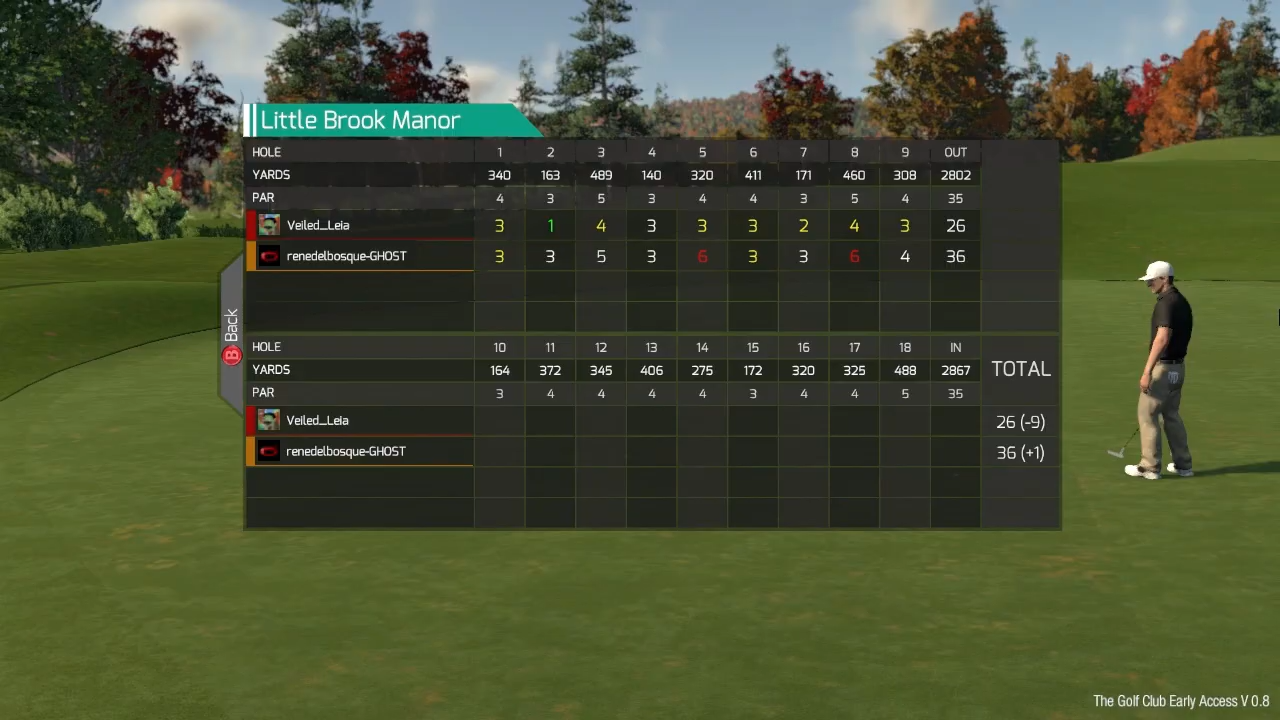 Little Brook Manor
HOLE 1 2 3 4 5 6 7 8 9 OUT
YARDS 340 163 489 140 320 411 171 460 308 2802
PAR 4 3 5 3 4 4 3 5 4 35
Veiled_Leia 3 1 4 3 3 3 2 4 3 26
renedelbosque-GHOST 3 3 5 3 6 3 3 6 4 36
B Back
HOLE 10 11 12 13 14 15 16 17 18 IN
YARDS 164 372 345 406 275 172 320 325 488 2867 TOTAL
PAR 3 4 4 4 4 3 4 4 5 35
Veiled_Leia 26 (-9)
renedelbosque-GHOST 36 (+1)
The Golf Club Early Access V 0.8